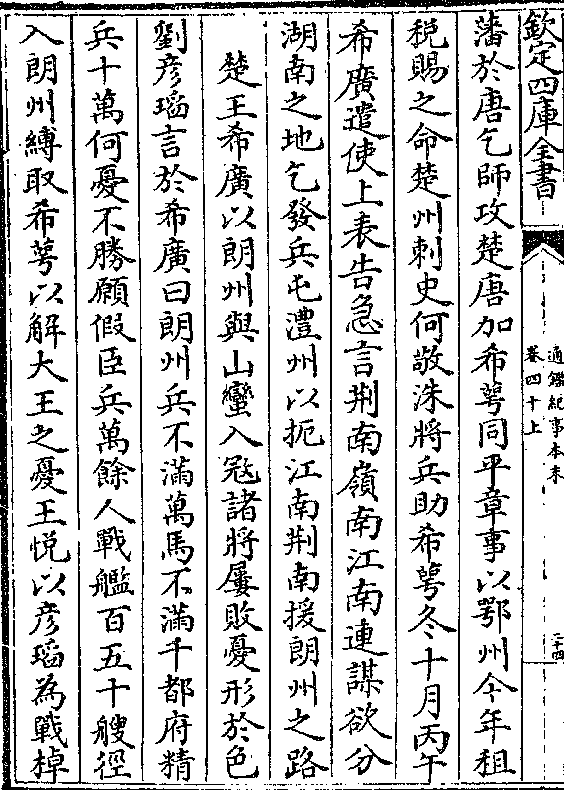 欽定四庫全書
通鑑紀事本末
卷四十上
二十四
藩於唐乞師攻楚唐加希萼同平章事以鄂州今年租
税賜之命楚州刺史何敬洙將兵助希萼冬十月丙午
希廣遣使上表告急言荆南嶺南江南連謀欲分
湖南之地乞發兵屯澧州以扼江南荆南援朗州之路
楚王希廣以朗州與山蠻入冦諸將屢敗憂形於色
劉彦瑫言於希廣曰朗州兵不滿萬馬不滿千都府精
兵十萬何憂不勝願假臣兵萬餘人戰艦百五十艘徑
入朗州縛取希萼以解大王之憂王悦以彦瑫為戰棹